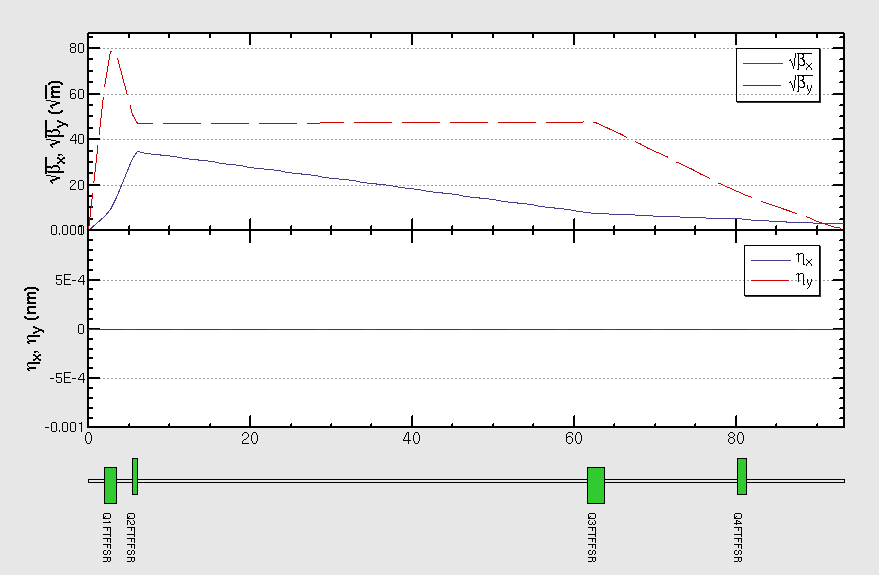 √βx, √βy (√m)
80
60
40
20
0.001
√βx
√βy
ηx, ηy (nm)
5E-4
0
-5E-4
-0.001
ηx
ηy
0 20 40 60 80
Q1FTFFSR Q2FTFFSR Q3FTFFSR Q4FTFFSR